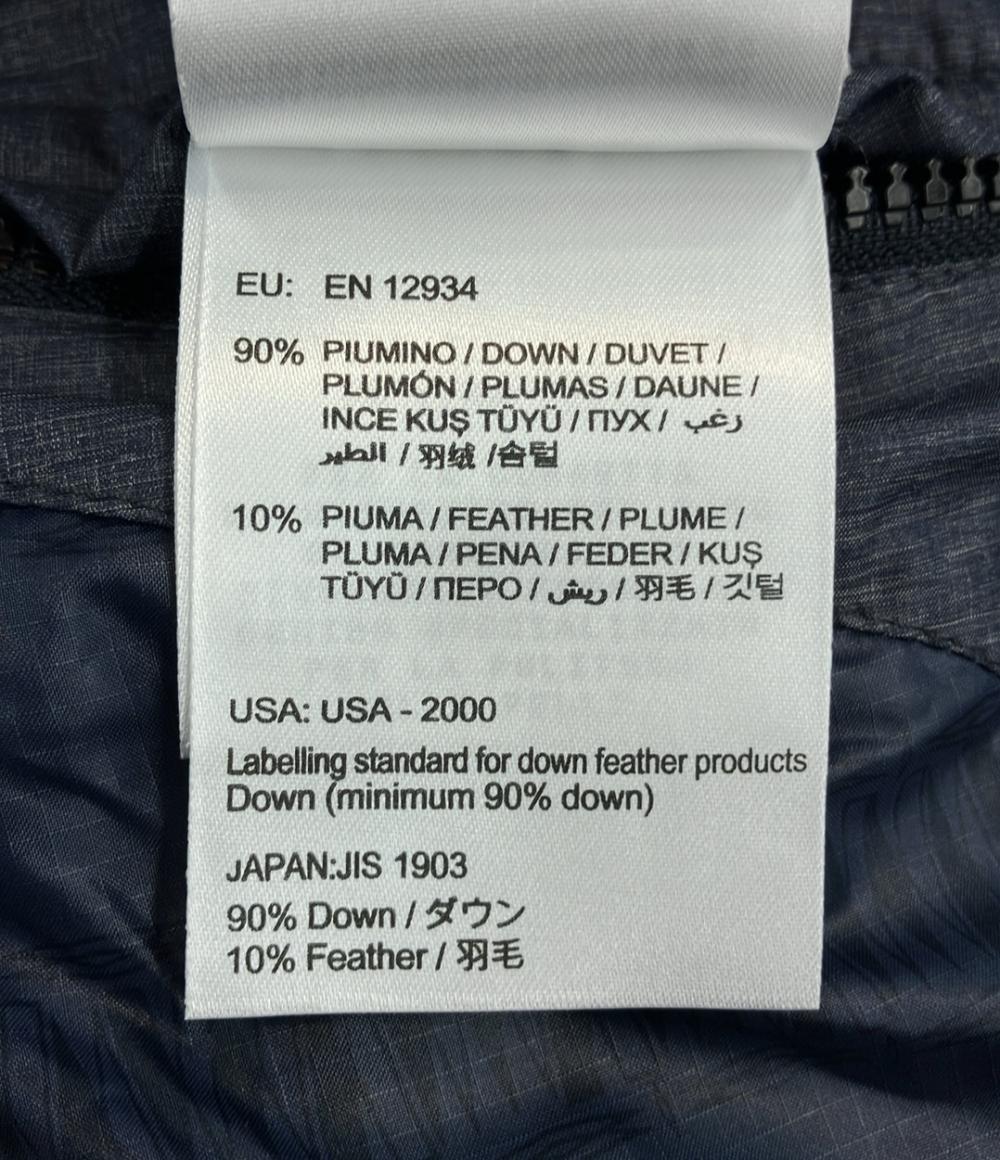 EU: EN 12934
90% PIUMINO / DOWN / DUVET /
PLUMÓN / PLUMAS / DAUNE /
INCE KUŞ TÜYÜ / ПУХ / زغب
الطير / 羽绒 /솜털
10% PIUMA / FEATHER / PLUME /
PLUMA / PENA / FEDER / KUŞ
TÜYÜ / ПЕРО / ريش / 羽毛 / 깃털
USA: USA - 2000
Labelling standard for down feather products
Down (minimum 90% down)
JAPAN:JIS 1903
90% Down / ダウン
10% Feather / 羽毛